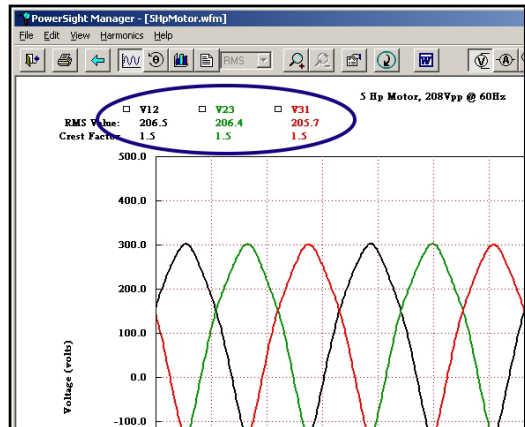 PowerSight Manager - [5HpMotor.wfm]
File Edit View Harmonics Help
RMS
5 Hp Motor, 208Vpp @ 60Hz
V12 V23 V31
RMS Value: 206.5 206.4 205.7
Crest Factor 1.5 1.5 1.5
500.0
400.0
300.0
200.0
100.0
0.0
-100.0
Voltage (volts)